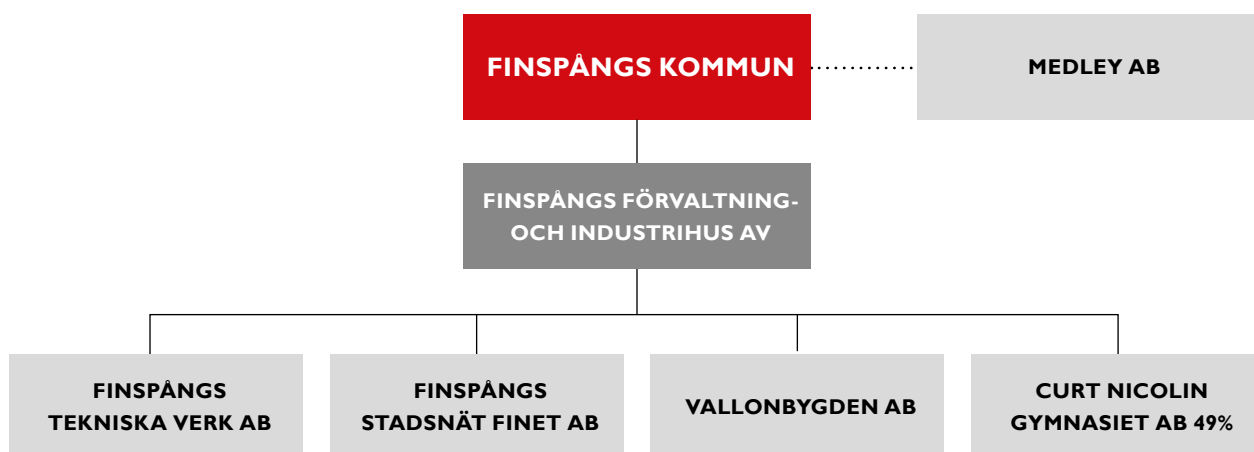 FINSPÅNGS KOMMUN
MEDLEY AB
FINSPÅNGS FÖRVALTNING-
OCH INDUSTRIHUS AV
FINSPÅNGS
TEKNISKA VERK AB
FINSPÅNGS
STADSNÄT FINET AB
VALLONBYGDEN AB
CURT NICOLIN
GYMNASIET AB 49%